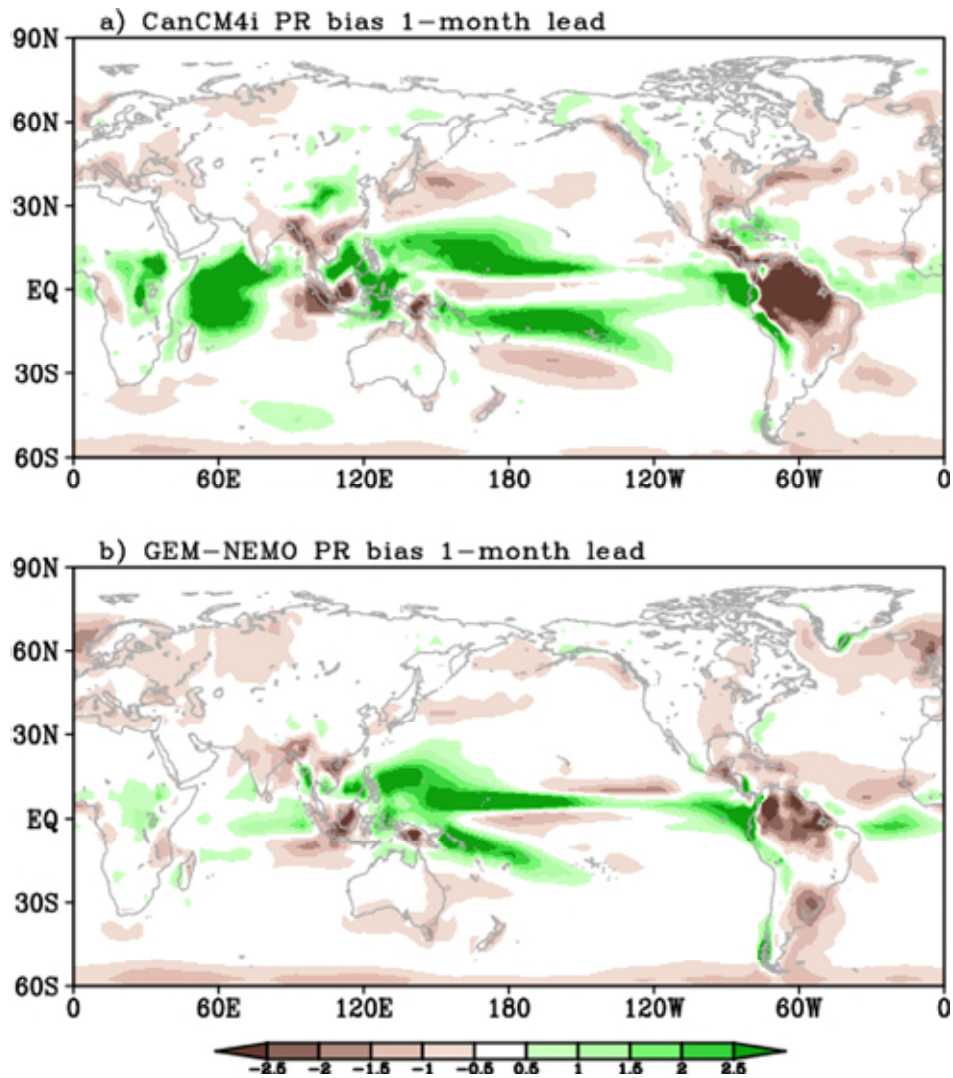 a) CanCM4i PR bias 1-month lead
90N
60N
30N
EQ
30S
60S
0 60E 120E 180 120W 60W 0
b) GEM-NEMO PR bias 1-month lead
90N
60N
30N
EQ
30S
60S
0 60E 120E 180 120W 60W 0
-2.5 -2 -1.5 -1 -0.5 0.5 1 1.5 2 2.5